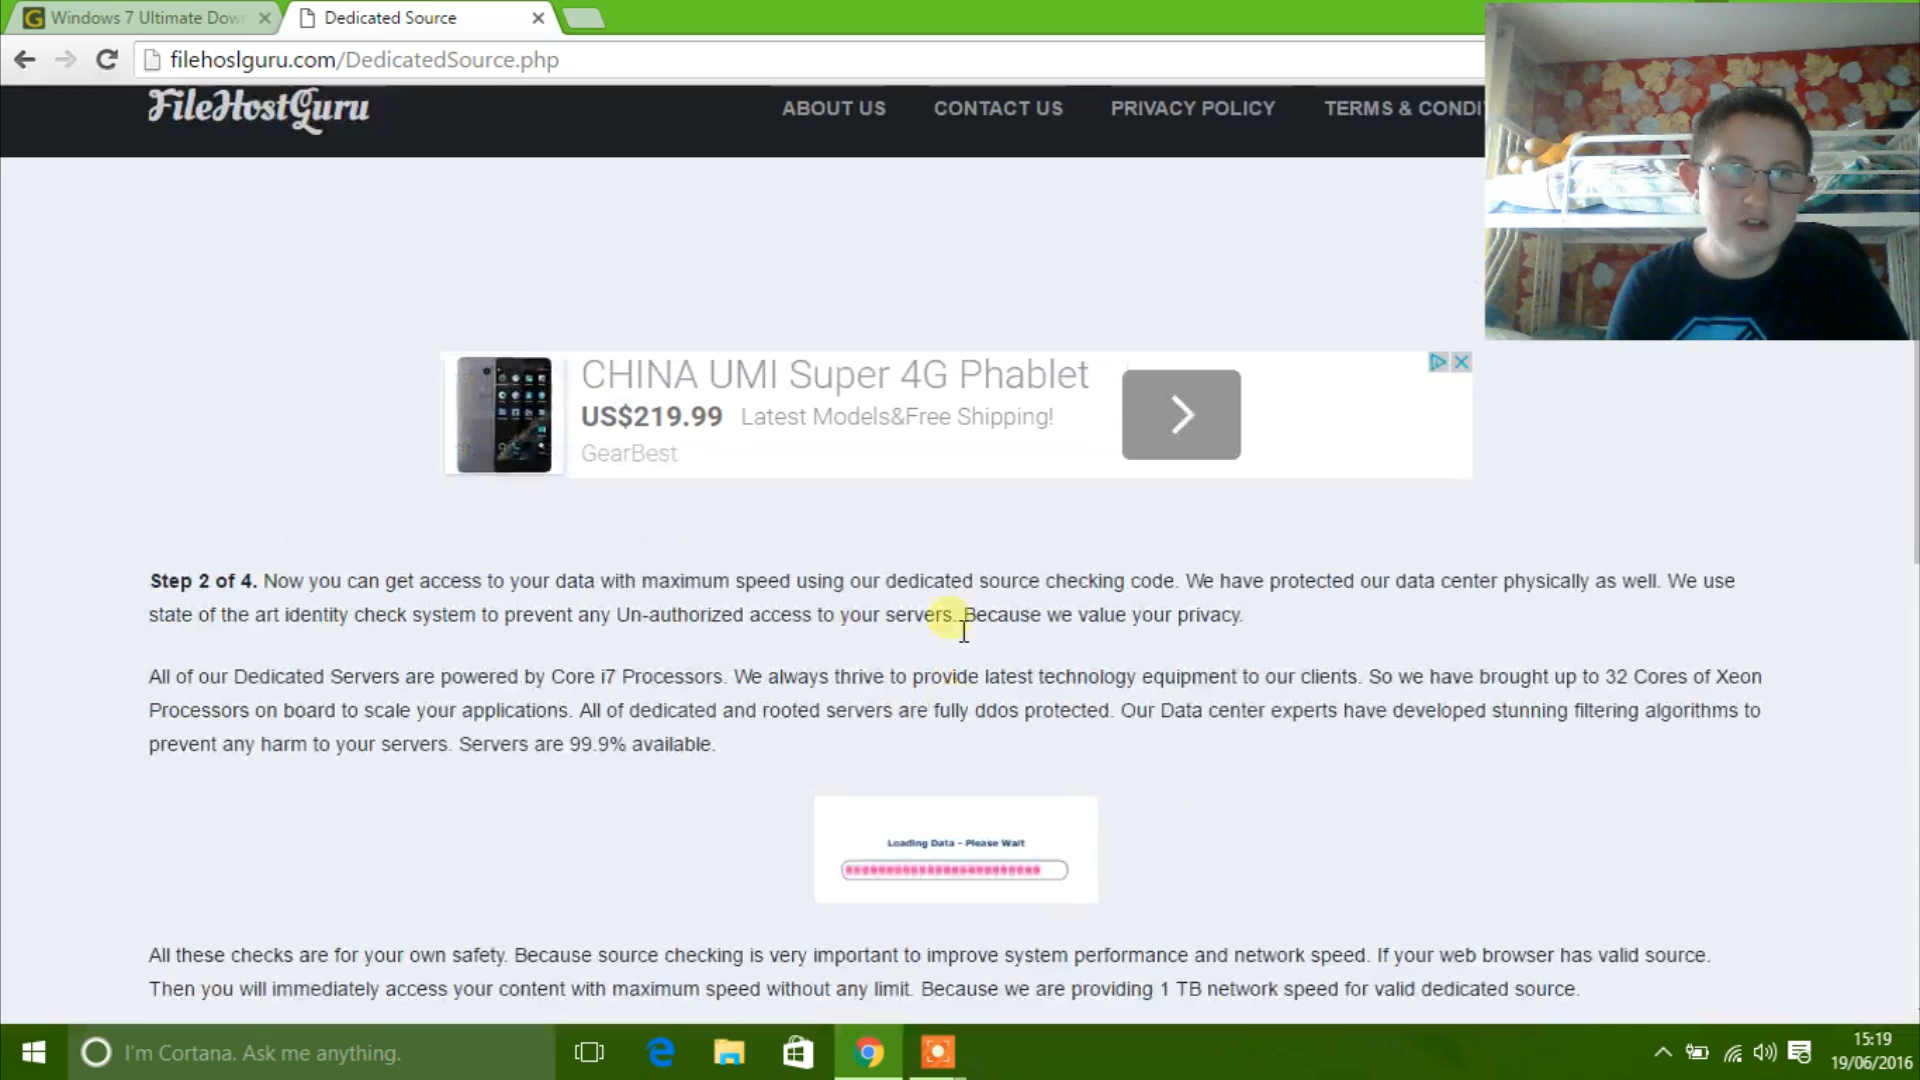 Windows 7 Ultimate Dow
Dedicated Source
filehoslguru.com/DedicatedSource.php
FileHostGuru
ABOUT US
CONTACT US
PRIVACY POLICY
TERMS & CONDI
CHINA UMI Super 4G Phablet
US$219.99 Latest Models&Free Shipping!
GearBest
Step 2 of 4. Now you can get access to your data with maximum speed using our dedicated source checking code. We have protected our data center physically as well. We use
state of the art identity check system to prevent any Un-authorized access to your servers. Because we value your privacy.
All of our Dedicated Servers are powered by Core i7 Processors. We always thrive to provide latest technology equipment to our clients. So we have brought up to 32 Cores of Xeon
Processors on board to scale your applications. All of dedicated and rooted servers are fully ddos protected. Our Data center experts have developed stunning filtering algorithms to
prevent any harm to your servers. Servers are 99.9% available.
Loading Data - Please Wait
All these checks are for your own safety. Because source checking is very important to improve system performance and network speed. If your web browser has valid source.
Then you will immediately access your content with maximum speed without any limit. Because we are providing 1 TB network speed for valid dedicated source.
I'm Cortana. Ask me anything.
15:19
19/06/2016